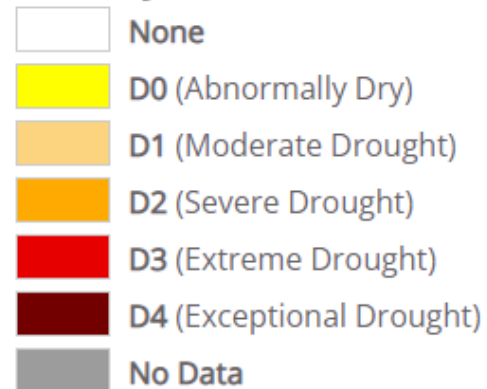 None
D0 (Abnormally Dry)
D1 (Moderate Drought)
D2 (Severe Drought)
D3 (Extreme Drought)
D4 (Exceptional Drought)
No Data